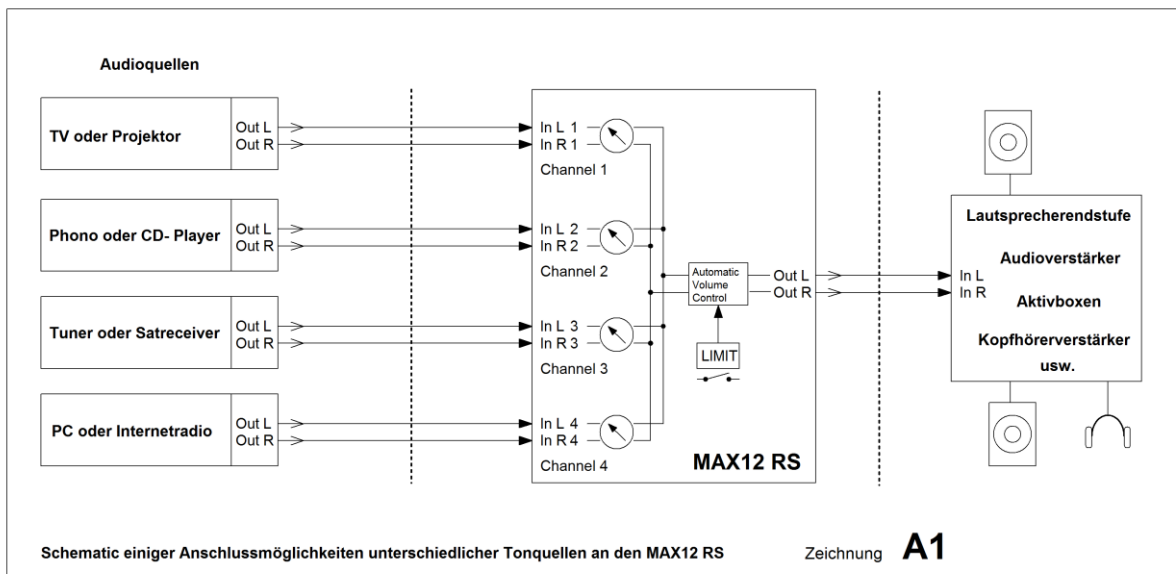 Audioquellen
TV oder Projektor
Out L
Out R
Phono oder CD- Player
Out L
Out R
Tuner oder Satreceiver
Out L
Out R
PC oder Internetradio
Out L
Out R
In L 1
In R 1
Channel 1
In L 2
In R 2
Channel 2
In L 3
In R 3
Channel 3
In L 4
In R 4
Channel 4
Automatic
Volume
Control
LIMIT
Out L
Out R
MAX12 RS
In L
In R
Lautsprecherendstufe
Audioverstärker
Aktivboxen
Kopfhörerverstärker
usw.
Schematic einiger Anschlussmöglichkeiten unterschiedlicher Tonquellen an den MAX12 RS
Zeichnung A1